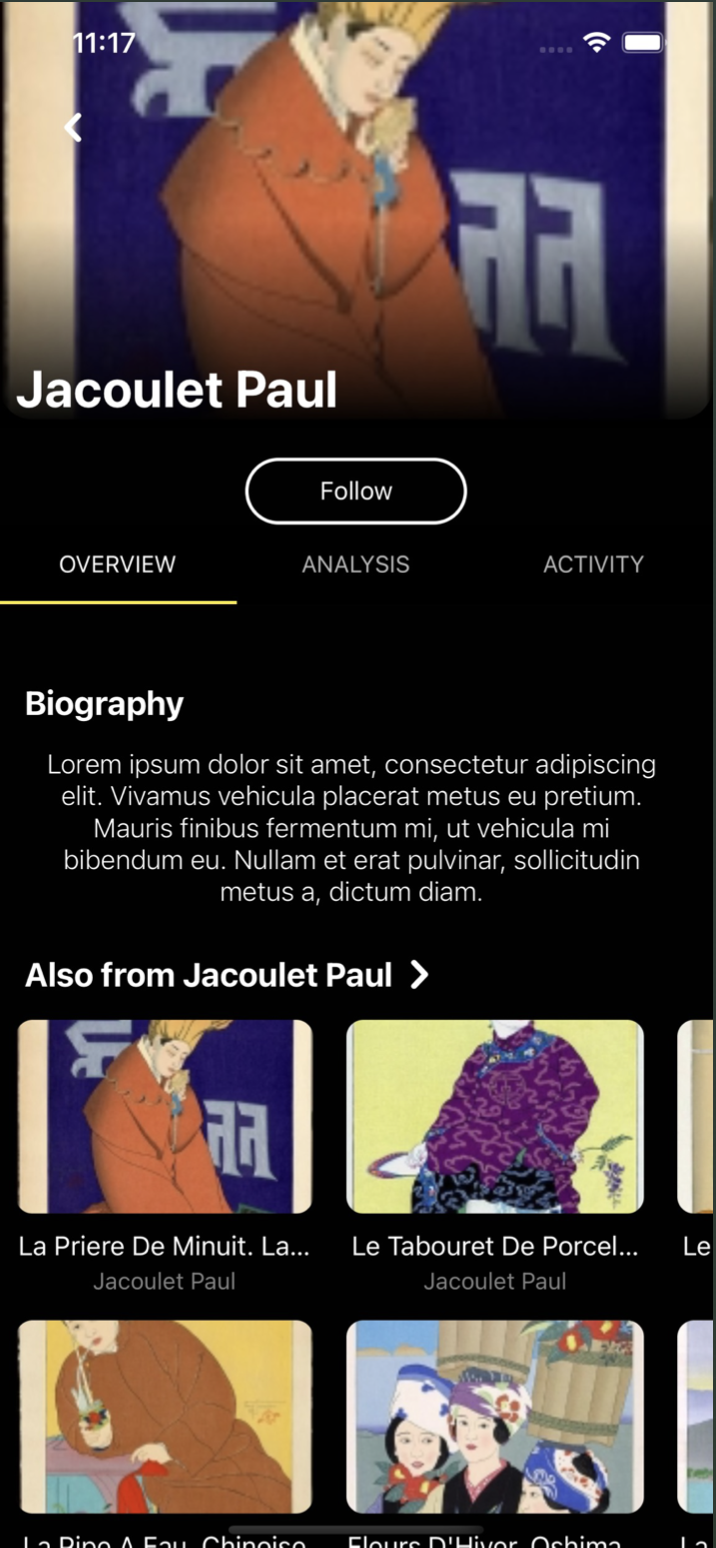 11:17
Jacoulet Paul
Follow
OVERVIEW ANALYSIS ACTIVITY
Biography
Lorem ipsum dolor sit amet, consectetur adipiscing
elit. Vivamus vehicula placerat metus eu pretium.
Mauris finibus fermentum mi, ut vehicula mi
bibendum eu. Nullam et erat pulvinar, sollicitudin
metus a, dictum diam.
Also from Jacoulet Paul
La Priere De Minuit. La... Le Tabouret De Porcel... Le
Jacoulet Paul Jacoulet Paul
La Pipe A Eau. Chinoise Fleurs D'Hiver. Oshima La